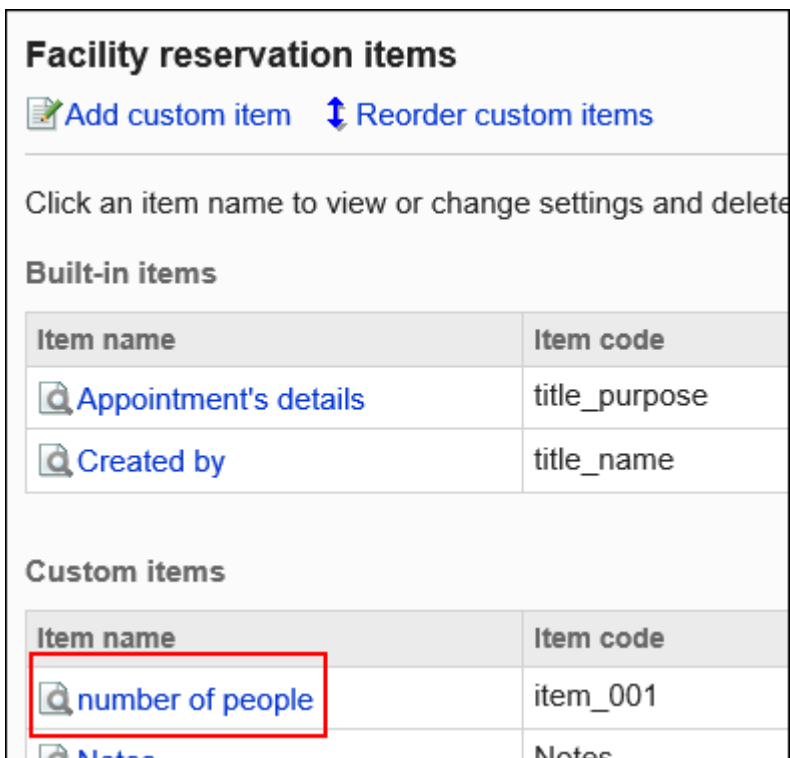 Facility reservation items
Add custom item Reorder custom items
Click an item name to view or change settings and delete
Built-in items
Item name Item code
Appointment's details title_purpose
Created by title_name
Custom items
Item name Item code
number of people item_001
Notes Notes